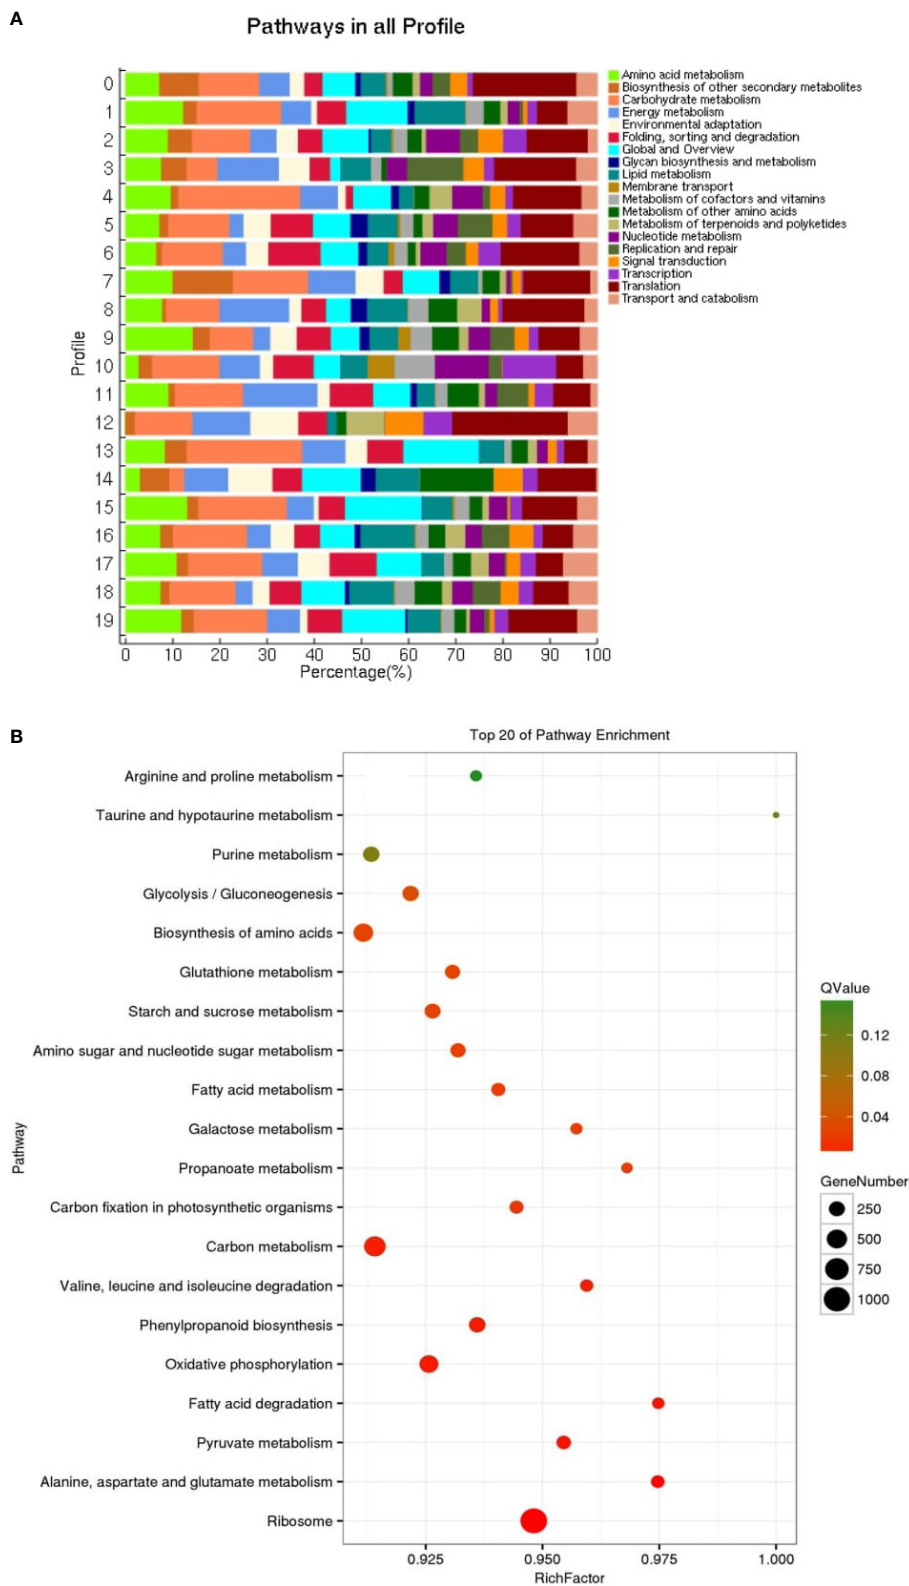 A
Pathways in all Profile
0
1
2
3
4
5
6
7
8
9
10
11
12
13
14
15
16
17
18
19
Profile
0 10 20 30 40 50 60 70 80 90 100
Percentage(%)
Amino acid metabolism
Biosynthesis of other secondary metabolites
Carbohydrate metabolism
Energy metabolism
Environmental adaptation
Folding, sorting and degradation
Global and Overview
Glycan biosynthesis and metabolism
Lipid metabolism
Membrane transport
Metabolism of cofactors and vitamins
Metabolism of other amino acids
Metabolism of terpenoids and polyketides
Nucleotide metabolism
Replication and repair
Signal transduction
Transcription
Translation
Transport and catabolism
B
Top 20 of Pathway Enrichment
Arginine and proline metabolism
Taurine and hypotaurine metabolism
Purine metabolism
Glycolysis / Gluconeogenesis
Biosynthesis of amino acids
Glutathione metabolism
Starch and sucrose metabolism
Amino sugar and nucleotide sugar metabolism
Fatty acid metabolism
Galactose metabolism
Propanoate metabolism
Carbon fixation in photosynthetic organisms
Carbon metabolism
Valine, leucine and isoleucine degradation
Phenylpropanoid biosynthesis
Oxidative phosphorylation
Fatty acid degradation
Pyruvate metabolism
Alanine, aspartate and glutamate metabolism
Ribosome
Pathway
0.925 0.950 0.975 1.000
RichFactor
QValue
0.12
0.08
0.04
GeneNumber
250
500
750
1000